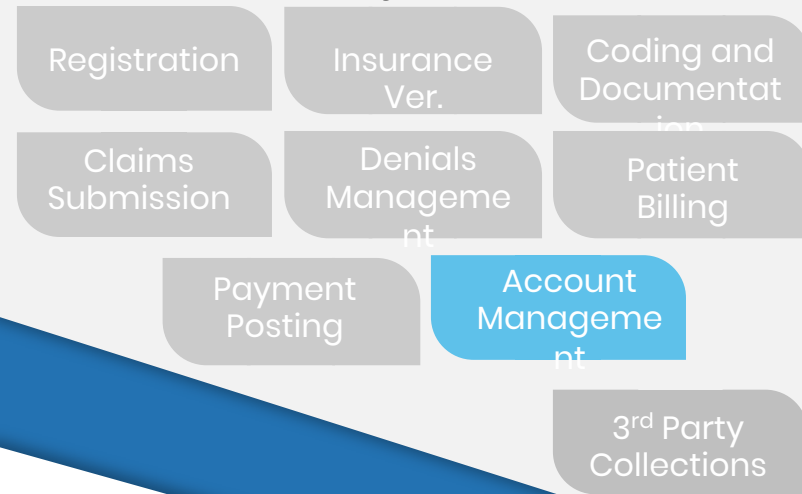 Registration
Insurance
Ver.
Coding and
Documentat
ion
Claims
Submission
Denials
Manageme
nt
Patient
Billing
Payment
Posting
Account
Manageme
nt
3rd Party
Collections